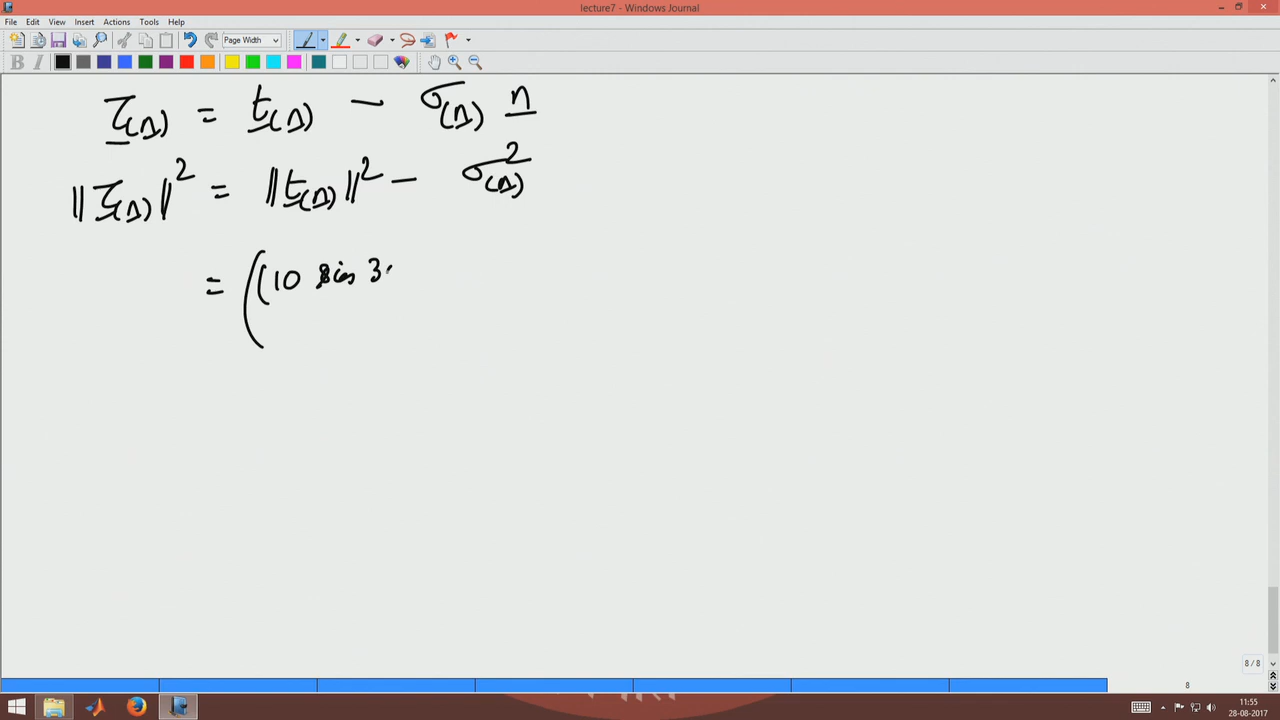 lecture7 - Windows Journal
File Edit View Insert Actions Tools Help
Page Width
B I
τ(n) = t(n) - σ(n) n
||τ(n)||² = ||t(n)||² - σ²(n)
= ((10 sin 3
8 / 8
8
11:55
28-08-2017